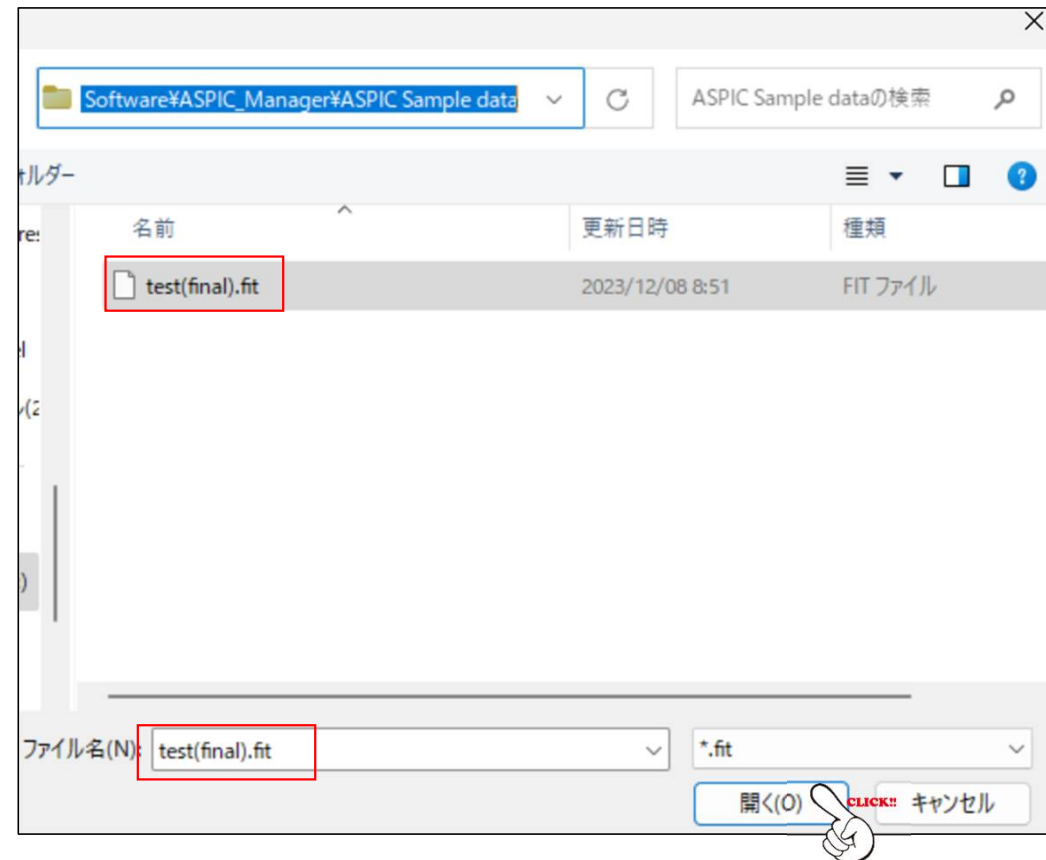 Software¥ASPIC_Manager¥ASPIC Sample data
ASPIC Sample dataの検索
ォルダー
名前 更新日時 種類
test(final).fit 2023/12/08 8:51 FIT ファイル
ファイル名(N): test(final).fit *.fit
開く(O) CLICK!! キャンセル